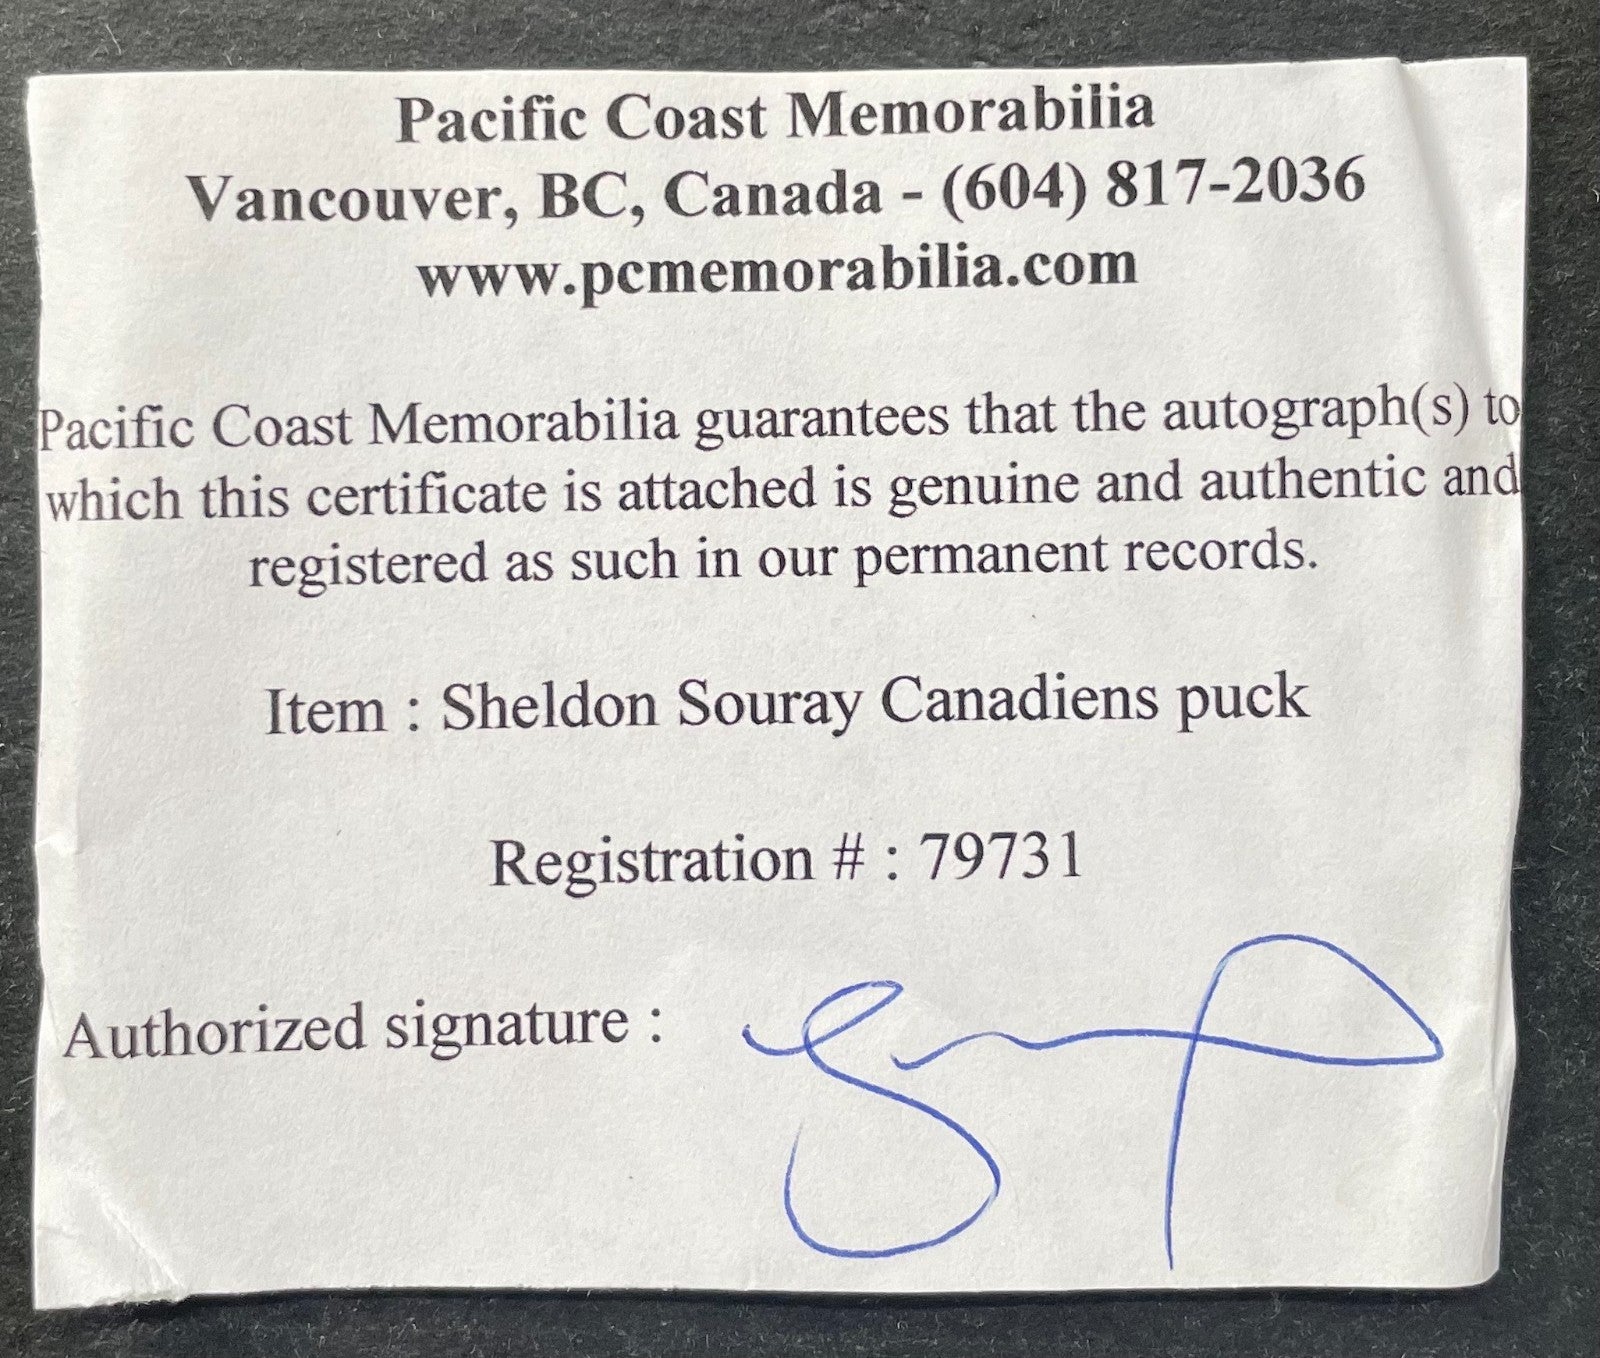 Pacific Coast Memorabilia
Vancouver, BC, Canada - (604) 817-2036
www.pcmemorabilia.com
Pacific Coast Memorabilia guarantees that the autograph(s) to
which this certificate is attached is genuine and authentic and
registered as such in our permanent records.
Item : Sheldon Souray Canadiens puck
Registration # : 79731
Authorized signature :